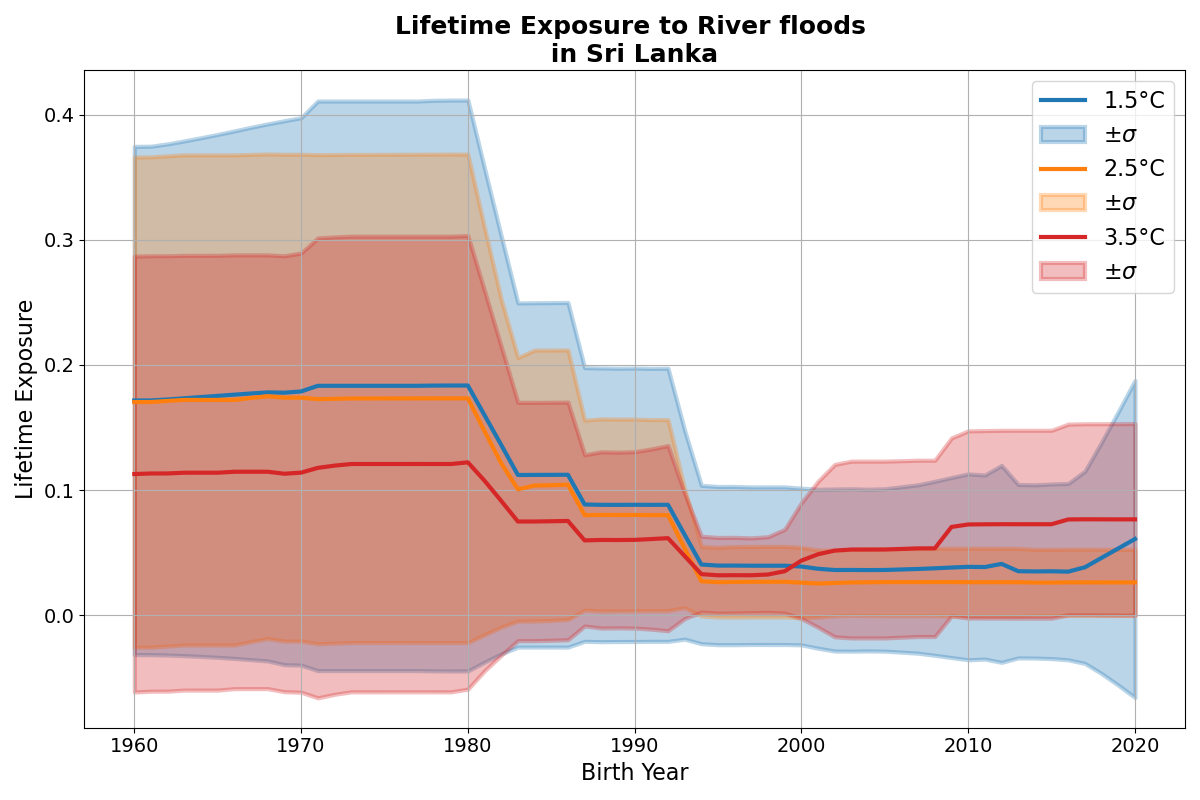 Lifetime Exposure to River floods
in Sri Lanka
Lifetime Exposure
0.4
0.3
0.2
0.1
0.0
1960
1970
1980
1990
2000
2010
2020
Birth Year
1.5°C
±σ
2.5°C
±σ
3.5°C
±σ